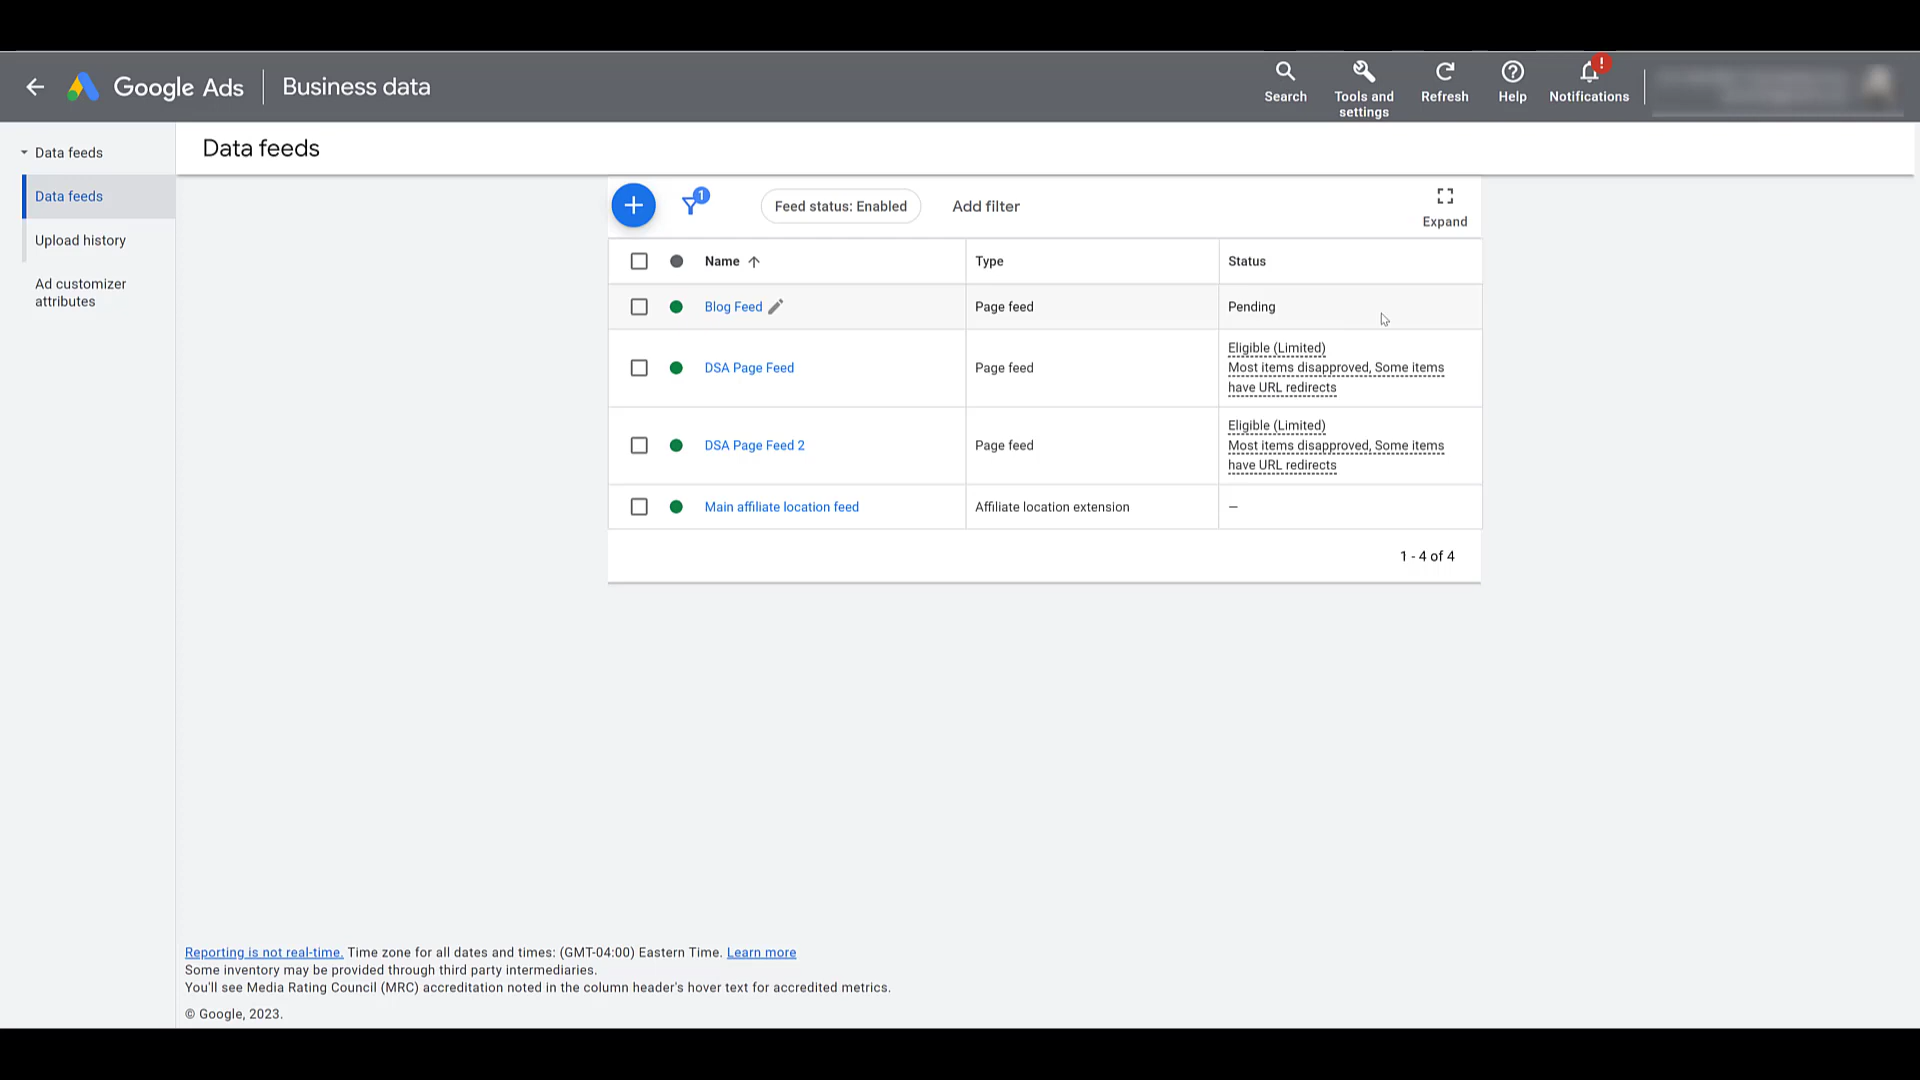 Google Ads
Business data
Search
Tools and
settings
Refresh
Help
!
Notifications
Data feeds
Data feeds
Upload history
Ad customizer
attributes
Data feeds
1
Feed status: Enabled
Add filter
Expand
Name
Type
Status
Blog Feed
Page feed
Pending
DSA Page Feed
Page feed
Eligible (Limited)
Most items disapproved, Some items
have URL redirects
DSA Page Feed 2
Page feed
Eligible (Limited)
Most items disapproved, Some items
have URL redirects
Main affiliate location feed
Affiliate location extension
—
1 - 4 of 4
Reporting is not real-time. Time zone for all dates and times: (GMT-04:00) Eastern Time. Learn more
Some inventory may be provided through third party intermediaries.
You'll see Media Rating Council (MRC) accreditation noted in the column header's hover text for accredited metrics.
© Google, 2023.